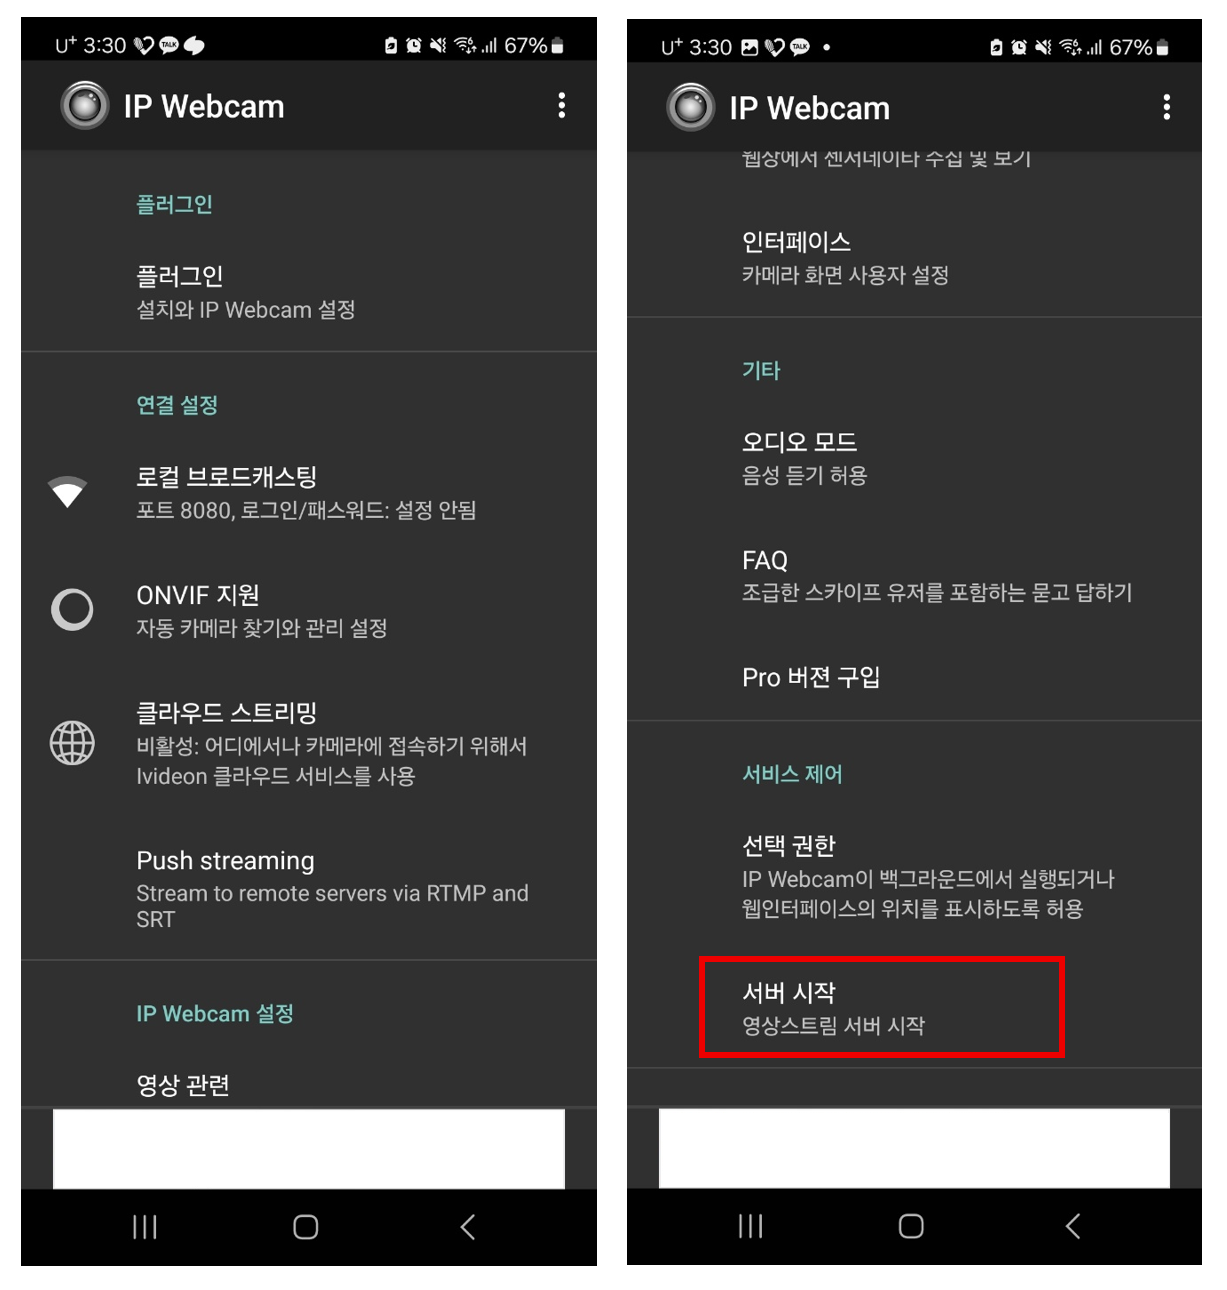 U+ 3:30 TALK 67%
IP Webcam
플러그인
플러그인
설치와 IP Webcam 설정
연결 설정
로컬 브로드캐스팅
포트 8080, 로그인/패스워드: 설정 안됨
ONVIF 지원
자동 카메라 찾기와 관리 설정
클라우드 스트리밍
비활성: 어디에서나 카메라에 접속하기 위해서
Ivideon 클라우드 서비스를 사용
Push streaming
Stream to remote servers via RTMP and
SRT
IP Webcam 설정
영상 관련
U+ 3:30 TALK 67%
IP Webcam
웹상에서 센서데이타 수집 및 보기
인터페이스
카메라 화면 사용자 설정
기타
오디오 모드
음성 듣기 허용
FAQ
조급한 스카이프 유저를 포함하는 묻고 답하기
Pro 버젼 구입
서비스 제어
선택 권한
IP Webcam이 백그라운드에서 실행되거나
웹인터페이스의 위치를 표시하도록 허용
서버 시작
영상스트림 서버 시작